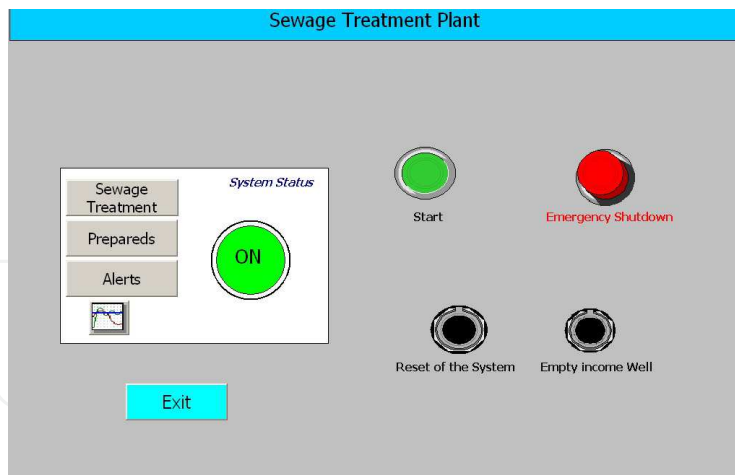 Sewage Treatment Plant
System Status
Sewage
Treatment
Prepareds
Alerts
ON
Start
Emergency Shutdown
Reset of the System
Empty income Well
Exit